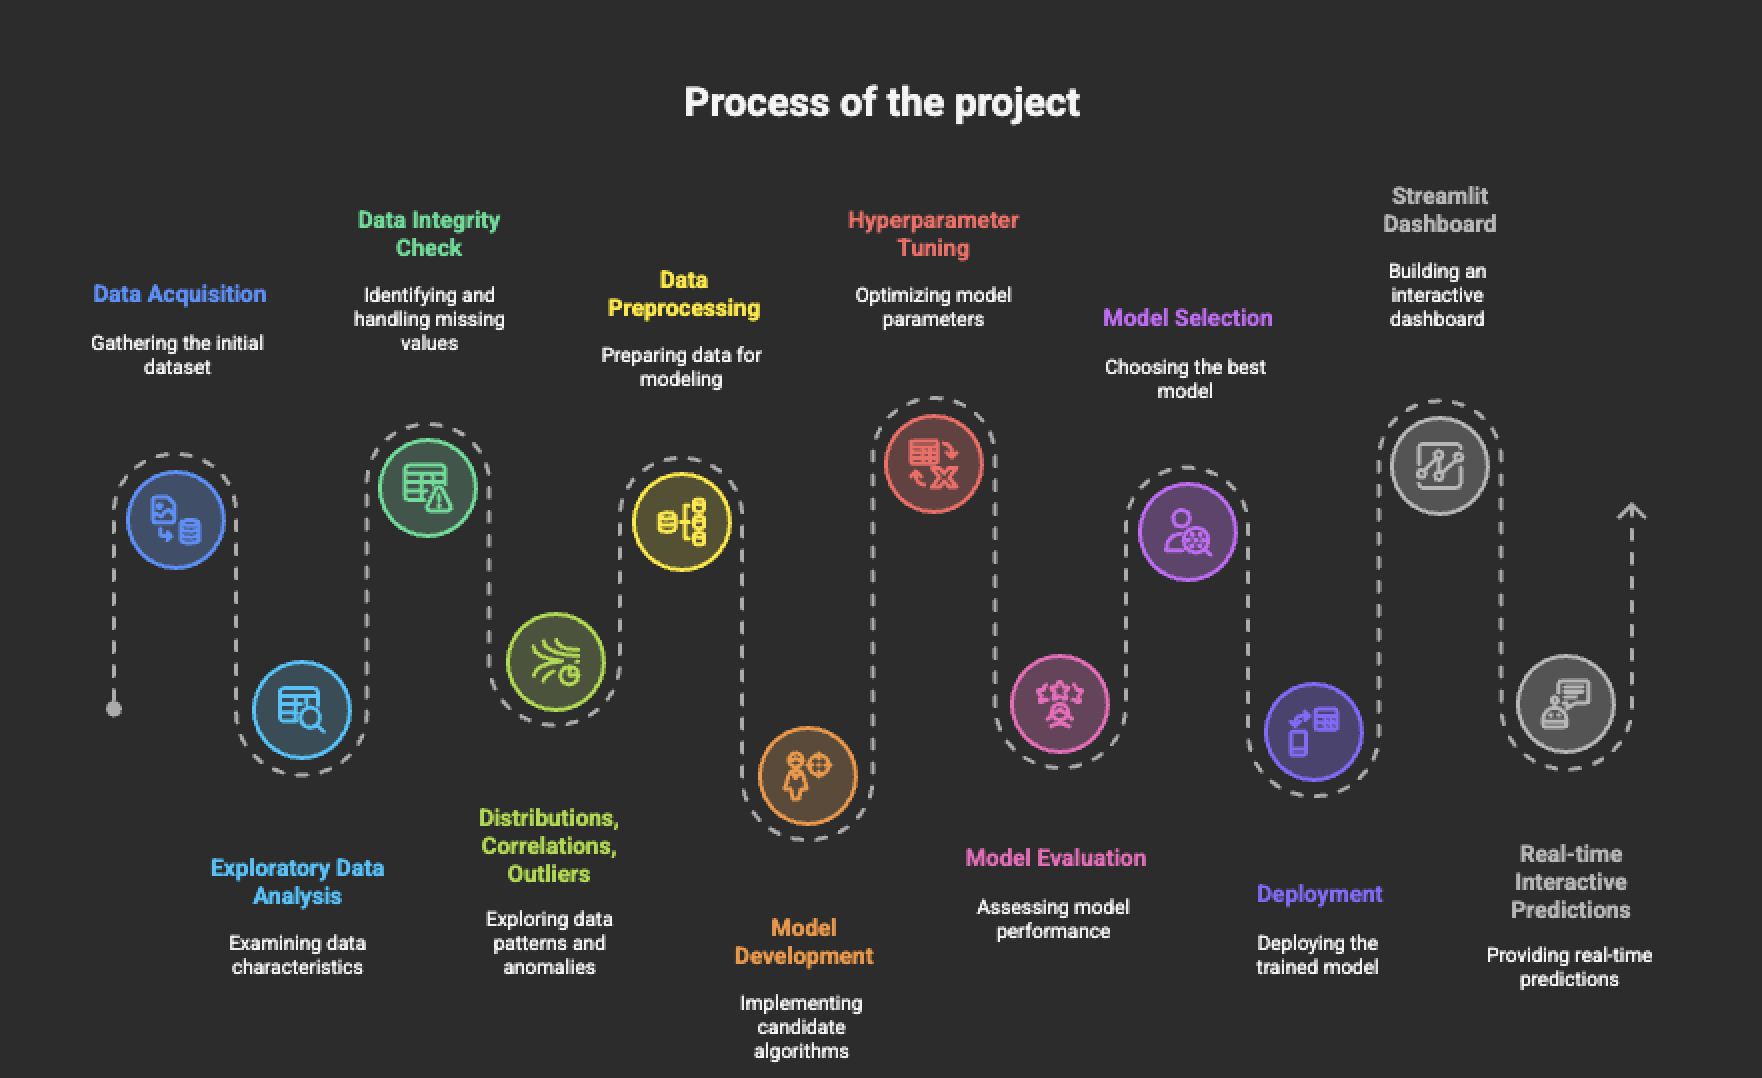 Process of the project
Data Acquisition
Gathering the initial
dataset
Exploratory Data
Analysis
Examining data
characteristics
Data Integrity
Check
Identifying and
handling missing
values
Distributions,
Correlations,
Outliers
Exploring data
patterns and
anomalies
Data
Preprocessing
Preparing data for
modeling
Model
Development
Implementing
candidate
algorithms
Hyperparameter
Tuning
Optimizing model
parameters
Model Evaluation
Assessing model
performance
Model Selection
Choosing the best
model
Deployment
Deploying the
trained model
Streamlit
Dashboard
Building an
interactive
dashboard
Real-time
Interactive
Predictions
Providing real-time
predictions